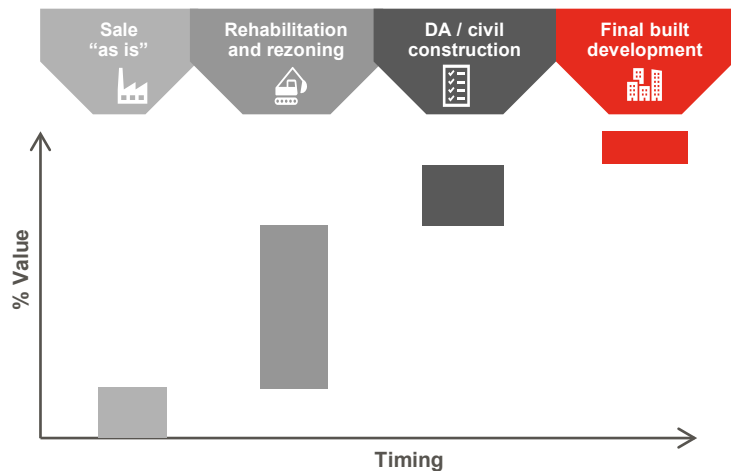 Sale
“as is”
Rehabilitation
and rezoning
DA / civil
construction
Final built
development
% Value
Timing